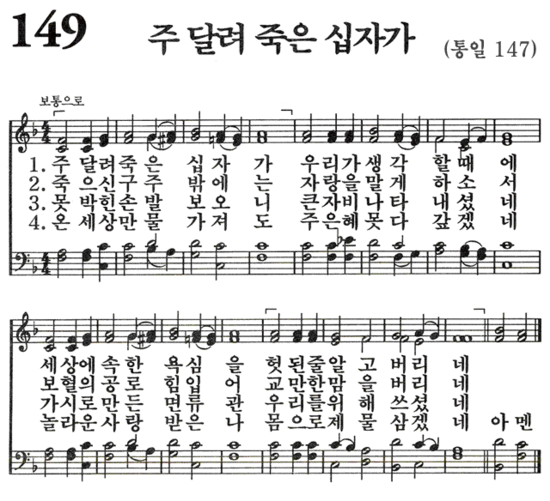 149 주 달려 죽은 십자가 (통일 147)
보통으로
1. 주 달려 죽은 십자가 우리가 생각 할때에
2. 죽으신 구주 밖에는 자랑을 말게 하소서
3. 못 박힌 손발 보오니 큰 자비 나타내셨네
4. 온 세상 만물 가져도 주은혜 못다 갚겠네
세상에 속한 욕심을 헛된줄 알고 버리네
보혈의 공로 힘입어 교만한 맘을 버리네
가시로 만든 면류관 우리를 위해 쓰셨네
놀라운 사랑 받은 나 몸으로 제물 삼겠네 아멘